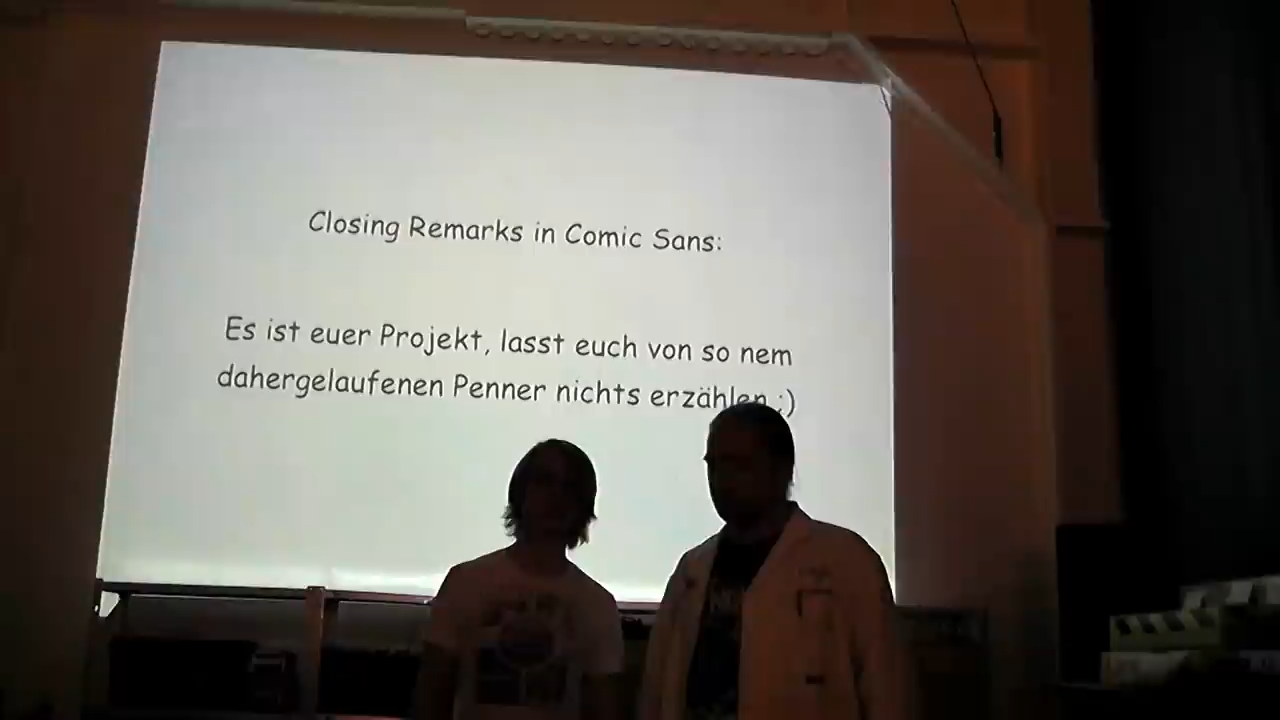 Closing Remarks in Comic Sans:
Es ist euer Projekt, lasst euch von so nem
dahergelaufenen Penner nichts erzählen ;)